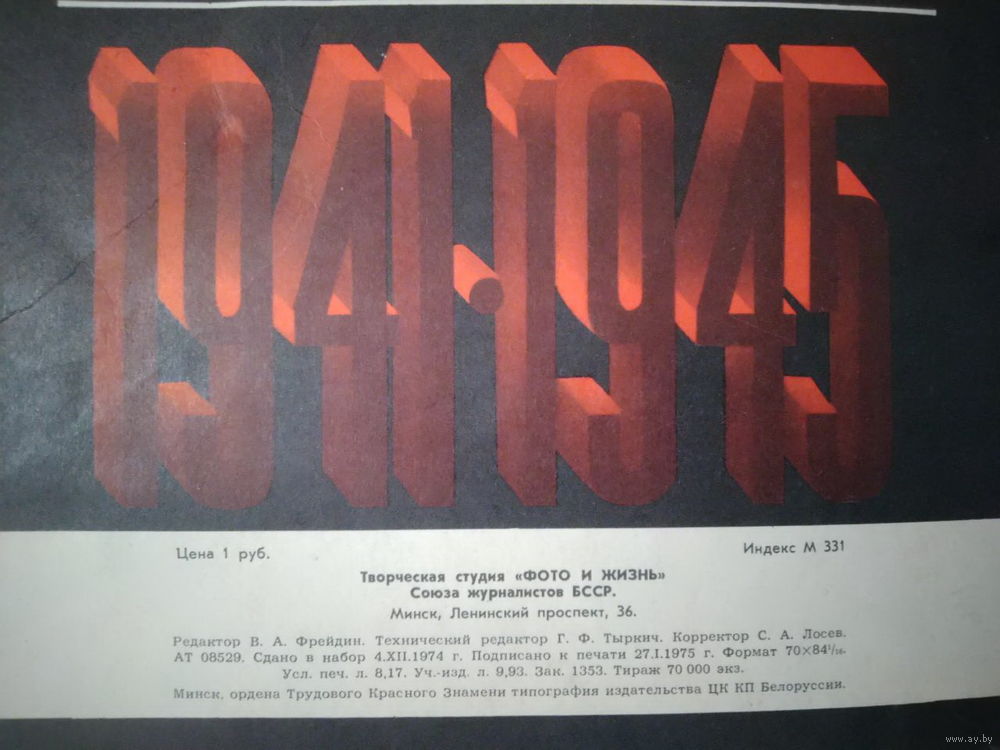 1941·1945
Цена 1 руб. Индекс М 331
Творческая студия «ФОТО И ЖИЗНЬ»
Союза журналистов БССР.
Минск, Ленинский проспект, 36.
Редактор В. А. Фрейдин. Технический редактор Г. Ф. Тыркич. Корректор С. А. Лосев.
АТ 08529. Сдано в набор 4.XII.1974 г. Подписано к печати 27.I.1975 г. Формат 70×84¹/₁₆.
Усл. печ. л. 8,17. Уч.-изд. л. 9,93. Зак. 1353. Тираж 70 000 экз.
Минск, ордена Трудового Красного Знамени типография издательства ЦК КП Белоруссии.
www.ay.by